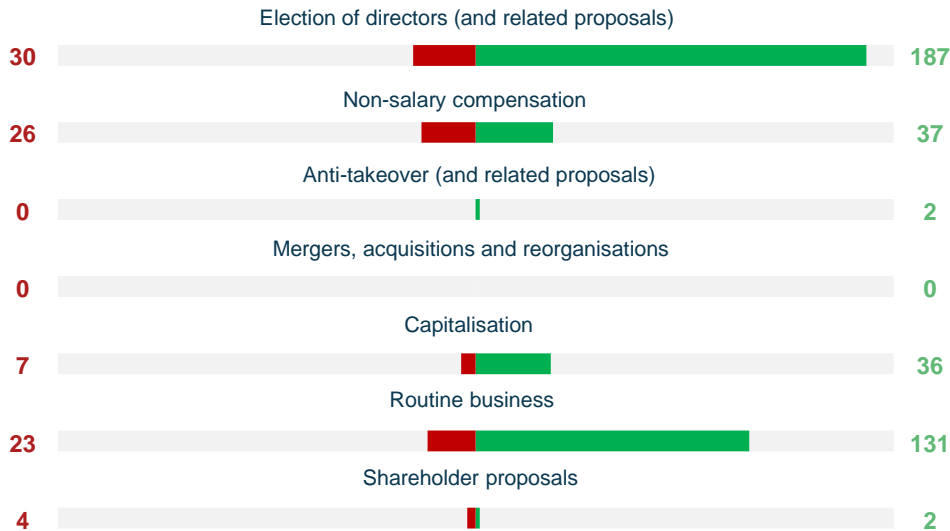 Election of directors (and related proposals)
30 187
Non-salary compensation
26 37
Anti-takeover (and related proposals)
0 2
Mergers, acquisitions and reorganisations
0 0
Capitalisation
7 36
Routine business
23 131
Shareholder proposals
4 2